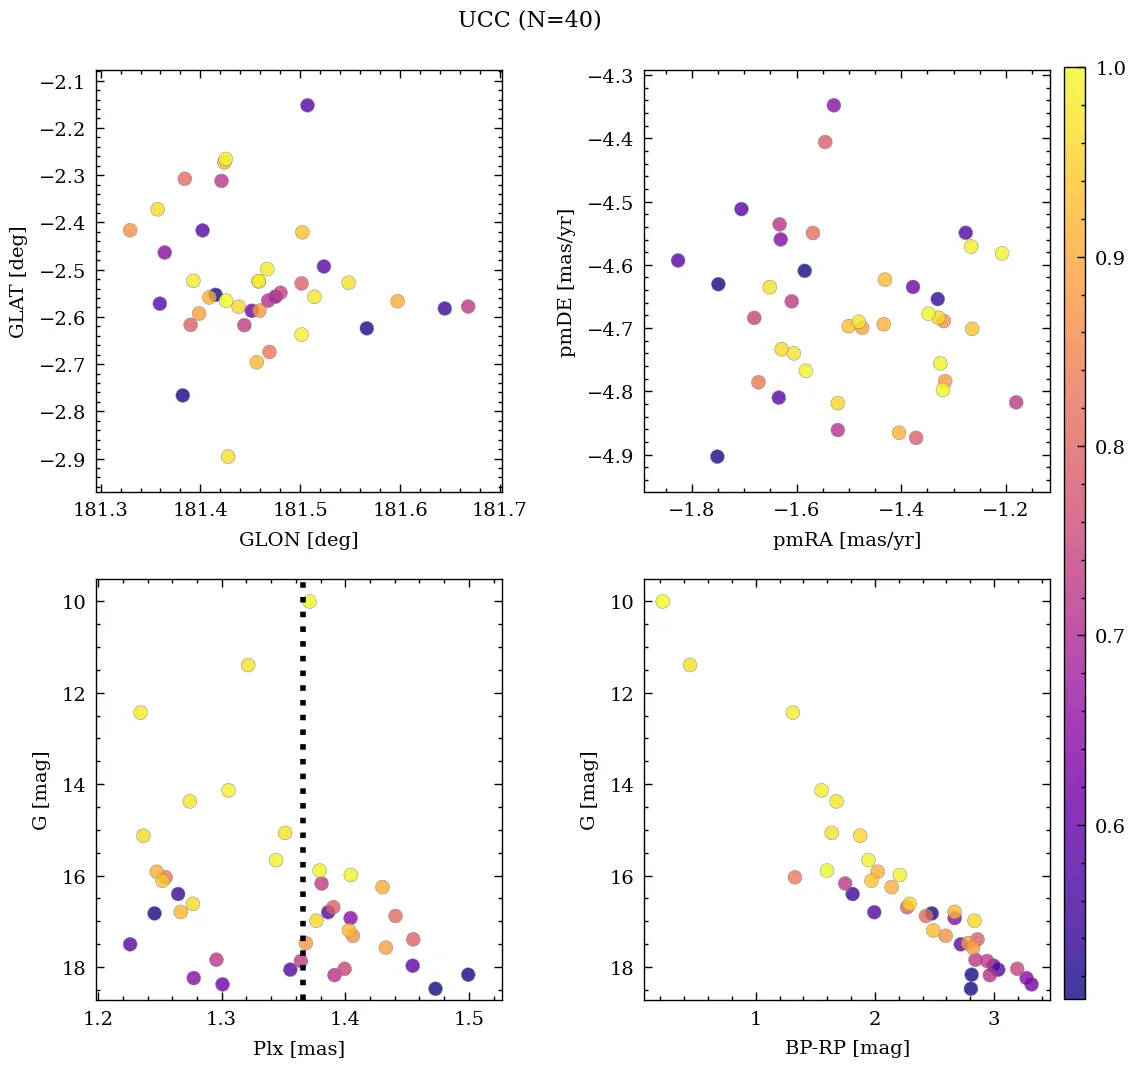 UCC (N=40)
−2.1
−2.2
−2.3
−2.4
−2.5
−2.6
−2.7
−2.8
−2.9
GLAT [deg]
181.3 181.4 181.5 181.6 181.7
GLON [deg]
−4.3
−4.4
−4.5
−4.6
−4.7
−4.8
−4.9
pmDE [mas/yr]
−1.8 −1.6 −1.4 −1.2
pmRA [mas/yr]
10
12
14
16
18
G [mag]
1.2 1.3 1.4 1.5
Plx [mas]
10
12
14
16
18
G [mag]
1 2 3
BP-RP [mag]
1.0
0.9
0.8
0.7
0.6